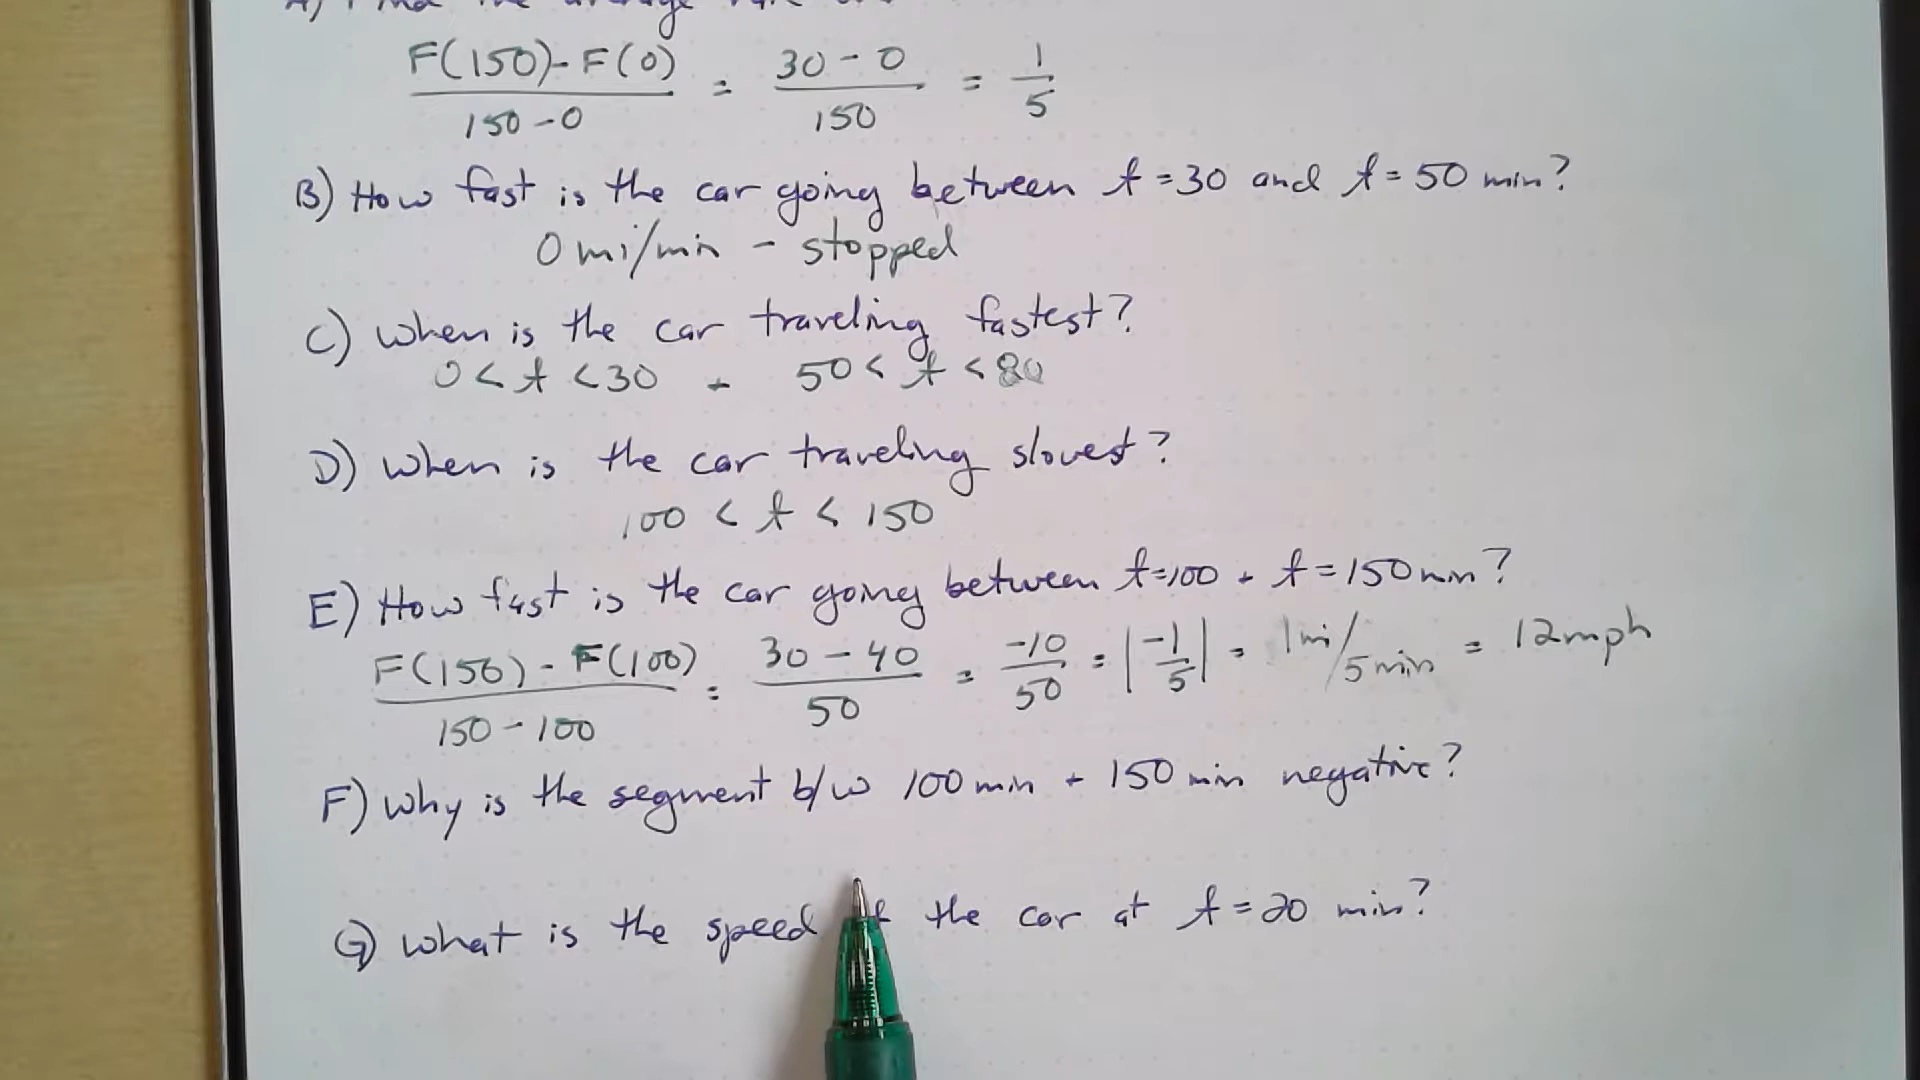 A) Find the average
F(150)-F(0) / 150-0 = 30-0 / 150 = 1/5
B) How fast is the car going between t=30 and t=50 min?
0 mi/min - stopped
C) When is the car traveling fastest?
0<t<30 + 50<t<80
D) When is the car traveling slowest?
100 < t < 150
E) How fast is the car going between t=100 + t=150 min?
F(150)-F(100) / 150-100 = 30-40 / 50 = -10/50 = |-1/5| = 1mi/5min = 12mph
F) Why is the segment b/w 100 min + 150 min negative?
G) What is the speed of the car at t=20 min?